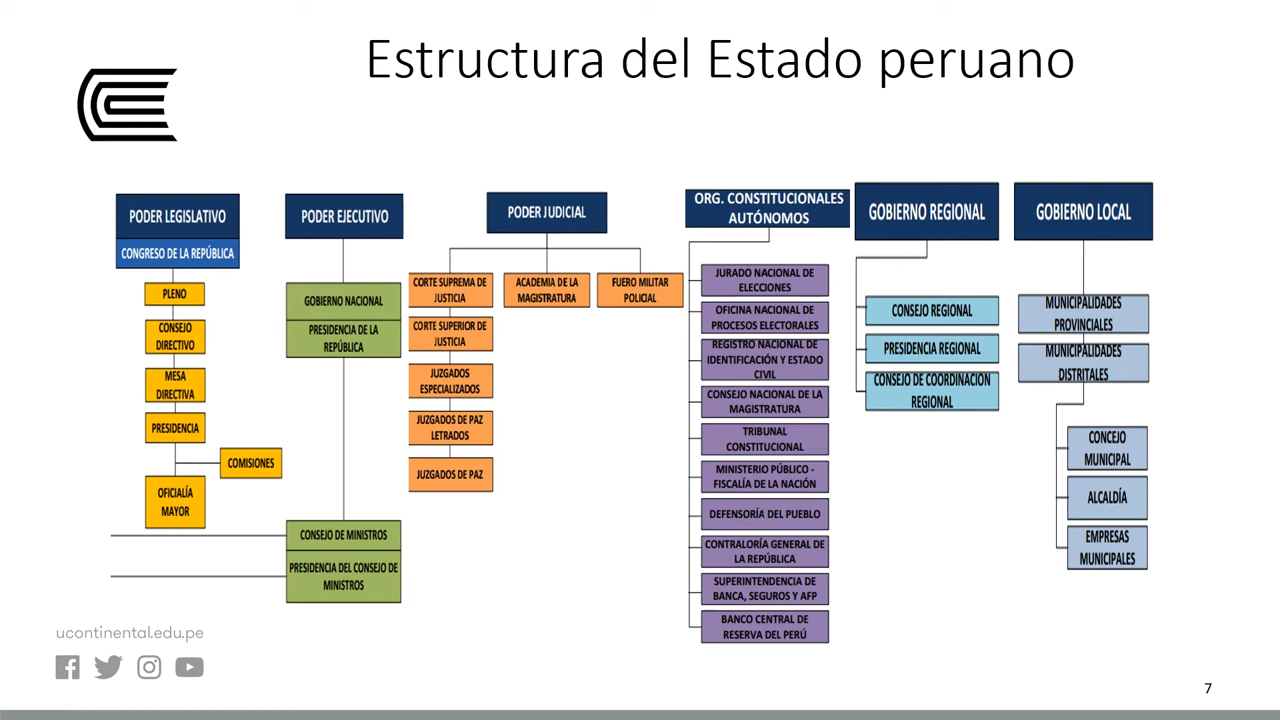 Estructura del Estado peruano
PODER LEGISLATIVO
CONGRESO DE LA REPÚBLICA
PLENO
CONSEJO
DIRECTIVO
MESA
DIRECTIVA
PRESIDENCIA
COMISIONES
OFICIALÍA
MAYOR
PODER EJECUTIVO
GOBIERNO NACIONAL
PRESIDENCIA DE LA
REPÚBLICA
CONSEJO DE MINISTROS
PRESIDENCIA DEL CONSEJO DE
MINISTROS
PODER JUDICIAL
CORTE SUPREMA DE
JUSTICIA
CORTE SUPERIOR DE
JUSTICIA
JUZGADOS
ESPECIALIZADOS
JUZGADOS DE PAZ
LETRADOS
JUZGADOS DE PAZ
ACADEMIA DE LA
MAGISTRATURA
FUERO MILITAR
POLICIAL
ORG. CONSTITUCIONALES
AUTÓNOMOS
JURADO NACIONAL DE
ELECCIONES
OFICINA NACIONAL DE
PROCESOS ELECTORALES
REGISTRO NACIONAL DE
IDENTIFICACIÓN Y ESTADO
CIVIL
CONSEJO NACIONAL DE LA
MAGISTRATURA
TRIBUNAL
CONSTITUCIONAL
MINISTERIO PÚBLICO -
FISCALÍA DE LA NACIÓN
DEFENSORÍA DEL PUEBLO
CONTRALORÍA GENERAL DE
LA REPÚBLICA
SUPERINTENDENCIA DE
BANCA, SEGUROS Y AFP
BANCO CENTRAL DE
RESERVA DEL PERÚ
GOBIERNO REGIONAL
CONSEJO REGIONAL
PRESIDENCIA REGIONAL
CONSEJO DE COORDINACION
REGIONAL
GOBIERNO LOCAL
MUNICIPALIDADES
PROVINCIALES
MUNICIPALIDADES
DISTRITALES
CONCEJO
MUNICIPAL
ALCALDÍA
EMPRESAS
MUNICIPALES
ucontinental.edu.pe
7